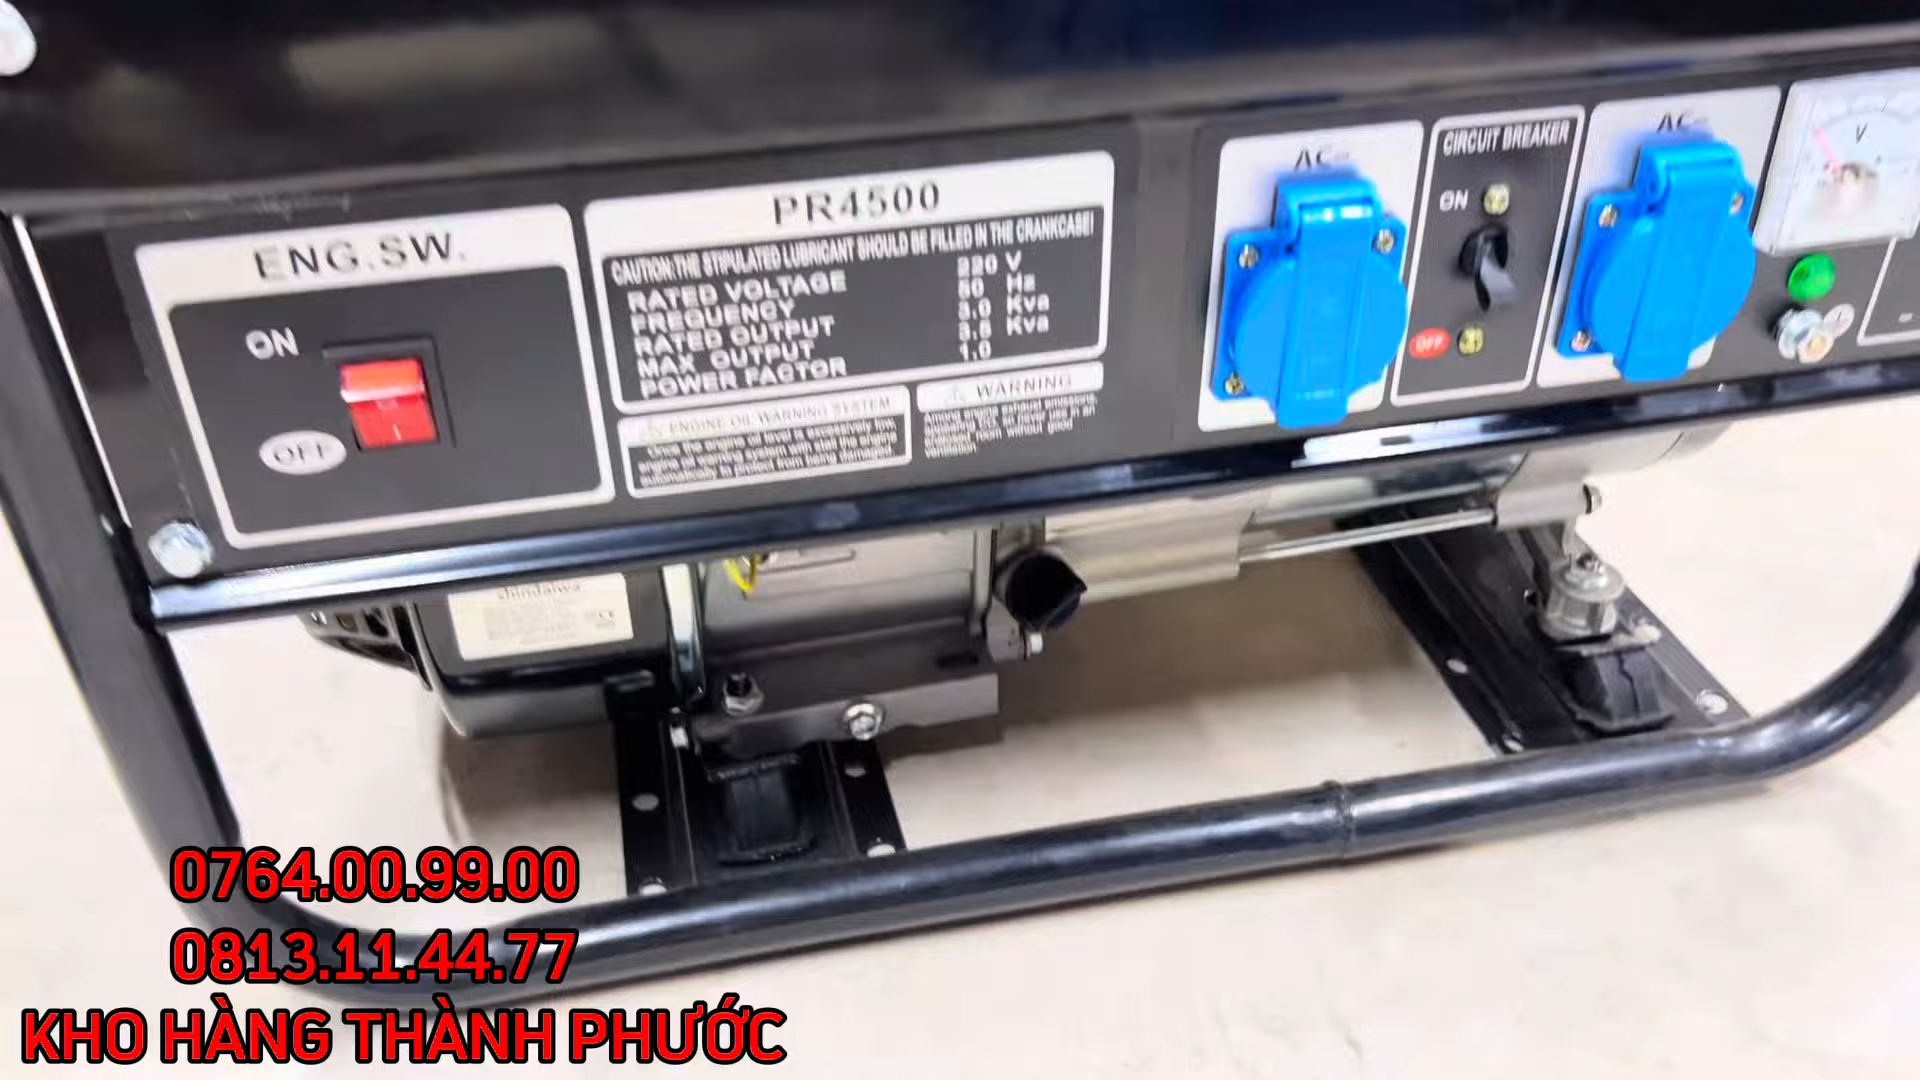 ENG.SW.
ON
OFF
PR4500
CAUTION:THE STIPULATED LUBRICANT SHOULD BE FILLED IN THE CRANKCASE!
RATED VOLTAGE 220 V
FREQUENCY 50 Hz
RATED OUTPUT 3.0 Kva
MAX OUTPUT 3.5 Kva
POWER FACTOR 1.0
ENGINE OIL WARNING SYSTEM
WARNING
AC~
CIRCUIT BREAKER
ON
OFF
AC~
V
shindaiwa
0764.00.99.00
0813.11.44.77
KHO HÀNG THÀNH PHƯỚC